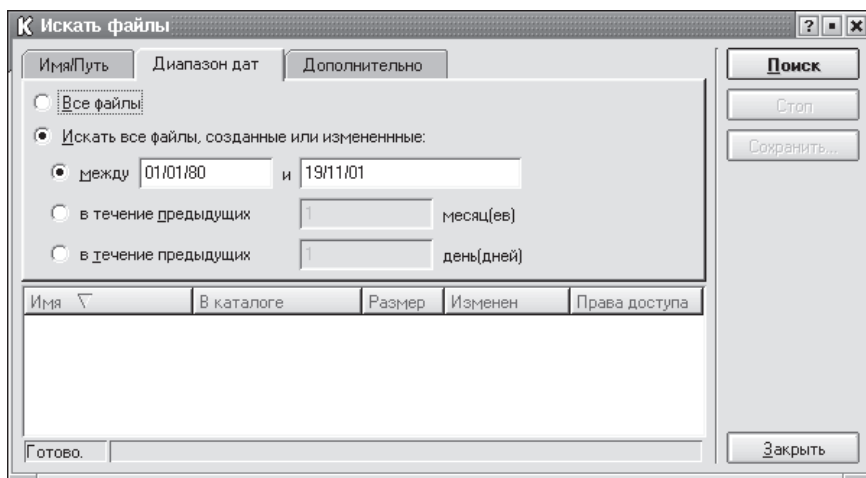 Искать файлы
Имя/Путь Диапазон дат Дополнительно
Все файлы
Искать все файлы, созданные или измененнные:
между 01/01/80 и 19/11/01
в течение предыдущих 1 месяц(ев)
в течение предыдущих 1 день(дней)
Имя В каталоге Размер Изменен Права доступа
Готово.
Поиск
Стоп
Сохранить...
Закрыть